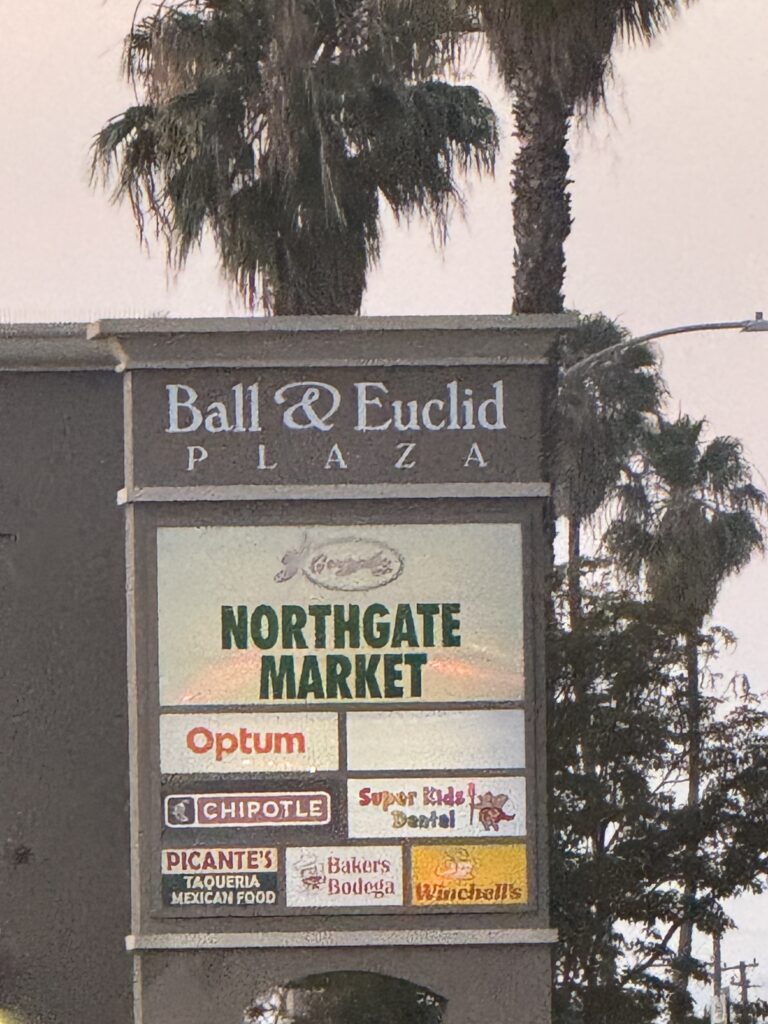 Ball & Euclid
PLAZA
NORTHGATE
MARKET
Optum
CHIPOTLE
Super Kids
Dental
PICANTE'S
TAQUERIA
MEXICAN FOOD
Bakers
Bodega
Winchell's